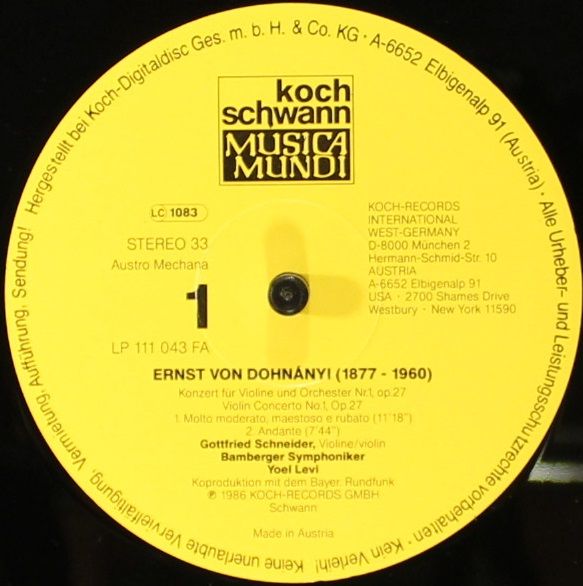 Hergestellt bei Koch-Digitaldisc Ges. m. b. H. & Co. KG · A-6652 Elbigenalp 91 (Austria) · Alle Urheber- und Leistungsschutzrechte vorbehalten · Kein Verleih! Keine unerlaubte Vervielfältigung, Vermietung, Aufführung, Sendung!
koch
schwann
MUSICA
MUNDI
LC 1083
STEREO 33
Austro Mechana
1
LP 111 043 FA
KOCH-RECORDS
INTERNATIONAL
WEST-GERMANY
D-8000 München 2
Hermann-Schmid-Str. 10
AUSTRIA
A-6652 Elbigenalp 91
USA · 2700 Shames Drive
Westbury · New York 11590
ERNST VON DOHNÁNYI (1877 - 1960)
Konzert für Violine und Orchester Nr.1, op.27
Violin Concerto No.1, Op.27
1. Molto moderato, maestoso e rubato (11'18")
2. Andante (7'44")
Gottfried Schneider, Violine/violin
Bamberger Symphoniker
Yoel Levi
Koproduktion mit dem Bayer. Rundfunk
℗ 1986 KOCH-RECORDS GMBH
Schwann
Made in Austria